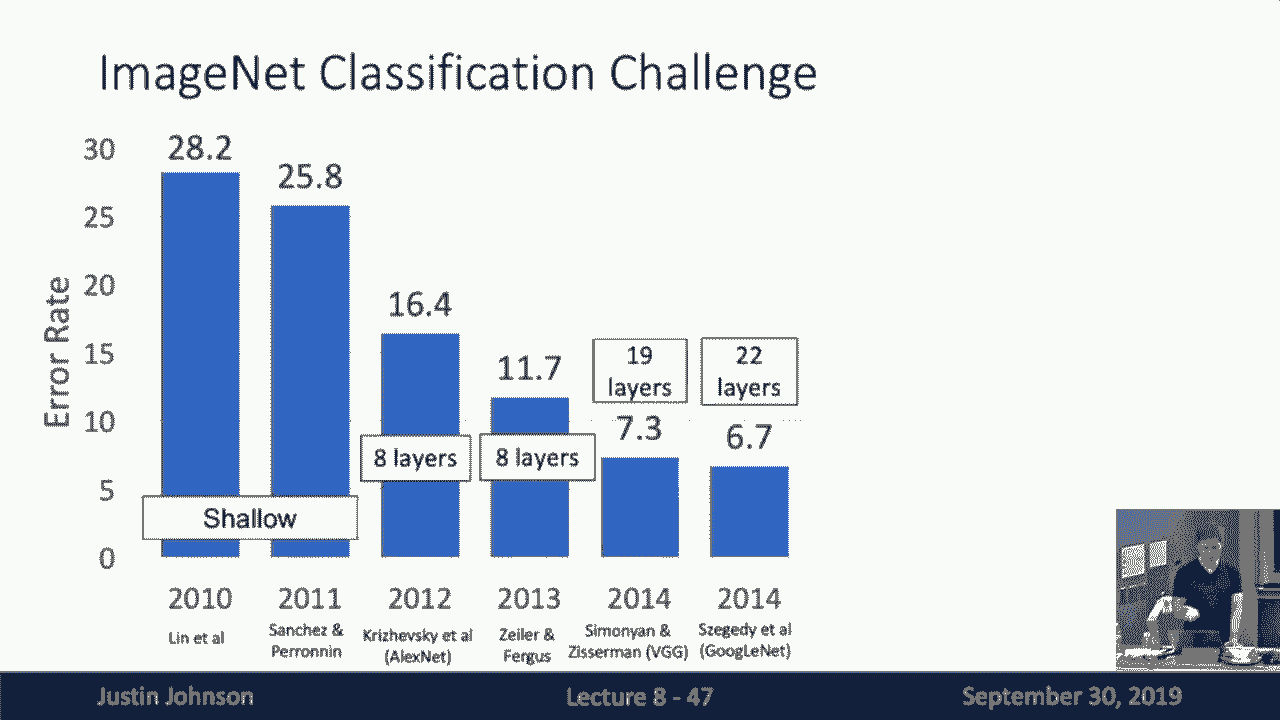 ImageNet Classification Challenge
30
25
20
15
10
5
0
Error Rate
28.2
25.8
16.4
11.7
7.3
6.7
Shallow
8 layers
8 layers
19
layers
22
layers
2010
Lin et al
2011
Sanchez &
Perronnin
2012
Krizhevsky et al
(AlexNet)
2013
Zeiler &
Fergus
2014
Simonyan &
Zisserman (VGG)
2014
Szegedy et al
(GoogLeNet)
Justin Johnson
Lecture 8 - 47
September 30, 2019